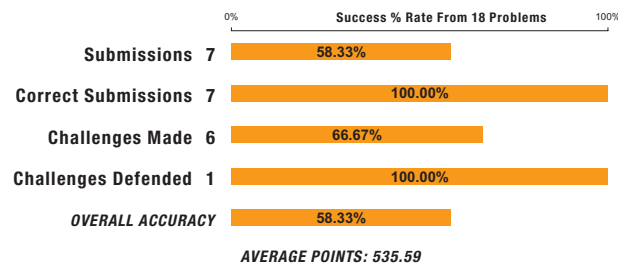 0% Success % Rate From 18 Problems 100%
Submissions 7 58.33%
Correct Submissions 7 100.00%
Challenges Made 6 66.67%
Challenges Defended 1 100.00%
OVERALL ACCURACY 58.33%
AVERAGE POINTS: 535.59